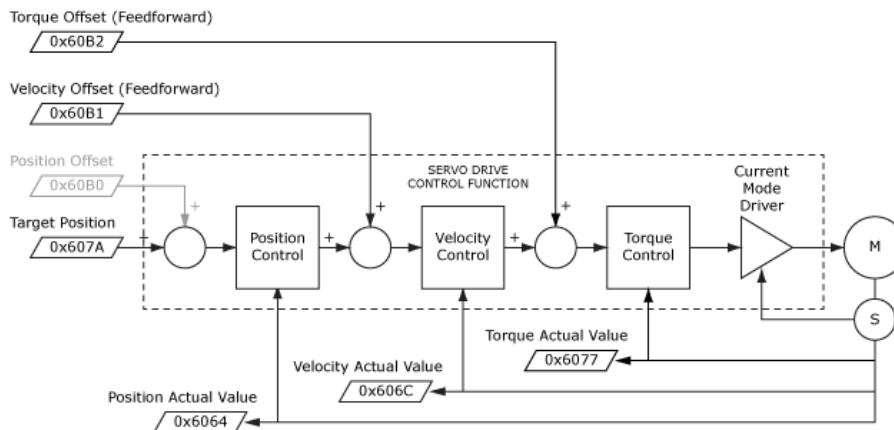 Torque Offset (Feedforward)
0x60B2
Velocity Offset (Feedforward)
0x60B1
Position Offset
0x60B0
Target Position
0x607A
SERVO DRIVE
CONTROL FUNCTION
Current
Mode
Driver
+
+
+
+
+
+
Position
Control
Velocity
Control
Torque
Control
M
S
Torque Actual Value
0x6077
Velocity Actual Value
0x606C
Position Actual Value
0x6064